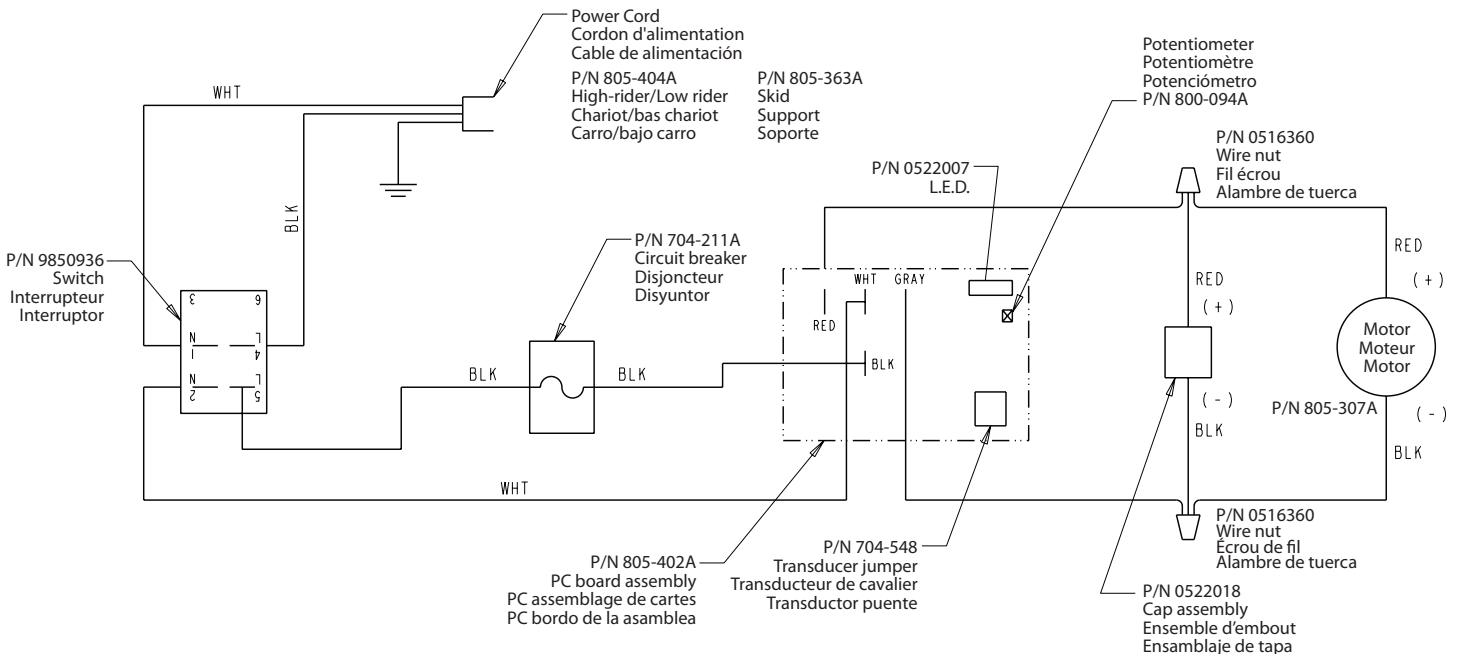 Power Cord
Cordon d'alimentation
Cable de alimentación
P/N 805-404A
High-rider/Low rider
Chariot/bas chariot
Carro/bajo carro
P/N 805-363A
Skid
Support
Soporte
Potentiometer
Potentiomètre
Potenciómetro
P/N 800-094A
WHT
BLK
P/N 0516360
Wire nut
Fil écrou
Alambre de tuerca
P/N 0522007
L.E.D.
P/N 9850936
Switch
Interrupteur
Interruptor
3
6
N
L
1
4
N
L
2
5
P/N 704-211A
Circuit breaker
Disjoncteur
Disyuntor
BLK
BLK
WHT
GRAY
RED
BLK
RED
(+)
(-)
BLK
RED
(+)
Motor
Moteur
Motor
P/N 805-307A
(-)
BLK
WHT
P/N 805-402A
PC board assembly
PC assemblage de cartes
PC bordo de la asamblea
P/N 704-548
Transducer jumper
Transducteur de cavalier
Transductor puente
P/N 0516360
Wire nut
Écrou de fil
Alambre de tuerca
P/N 0522018
Cap assembly
Ensemble d'embout
Ensamblaje de tapa